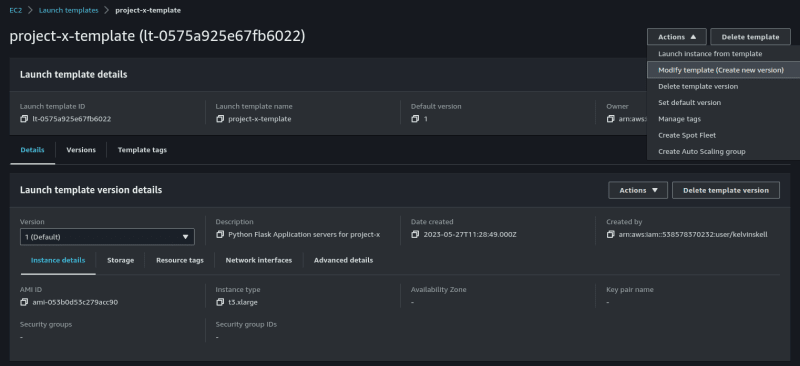 EC2 > Launch templates > project-x-template
project-x-template (lt-0575a925e67fb6022)
Actions Delete template
Launch instance from template
Modify template (Create new version)
Delete template version
Set default version
Manage tags
Create Spot Fleet
Create Auto Scaling group
Launch template details
Launch template ID Launch template name Default version Owner
lt-0575a925e67fb6022 project-x-template 1 arn:aws:
Details Versions Template tags
Launch template version details Actions Delete template version
Version Description Date created Created by
1 (Default) Python Flask Application servers for project-x 2023-05-27T11:28:49.000Z arn:aws:iam::538578370232:user/kelvinskell
Instance details Storage Resource tags Network interfaces Advanced details
AMI ID Instance type Availability Zone Key pair name
ami-053b0d53c279acc90 t3.xlarge - -
Security groups Security group IDs
- -